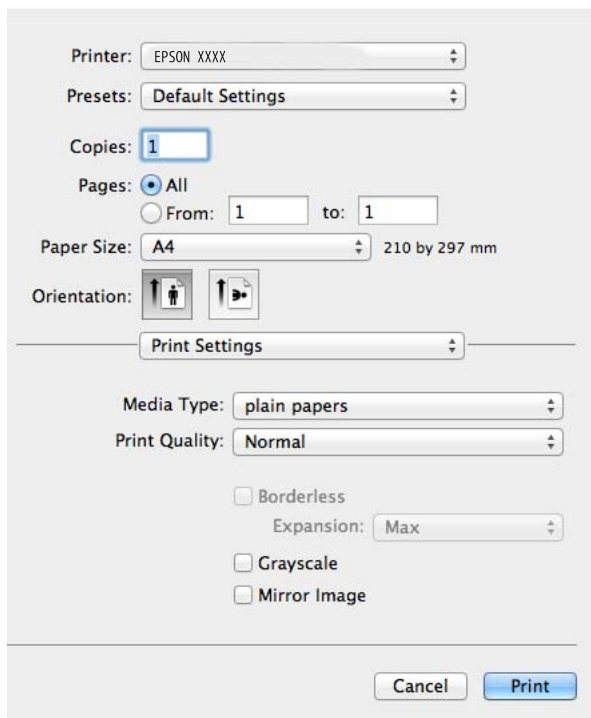 Printer: EPSON XXXX
Presets: Default Settings
Copies: 1
Pages: All
From: 1 to: 1
Paper Size: A4 210 by 297 mm
Orientation:
Print Settings
Media Type: plain papers
Print Quality: Normal
Borderless
Expansion: Max
Grayscale
Mirror Image
Cancel Print